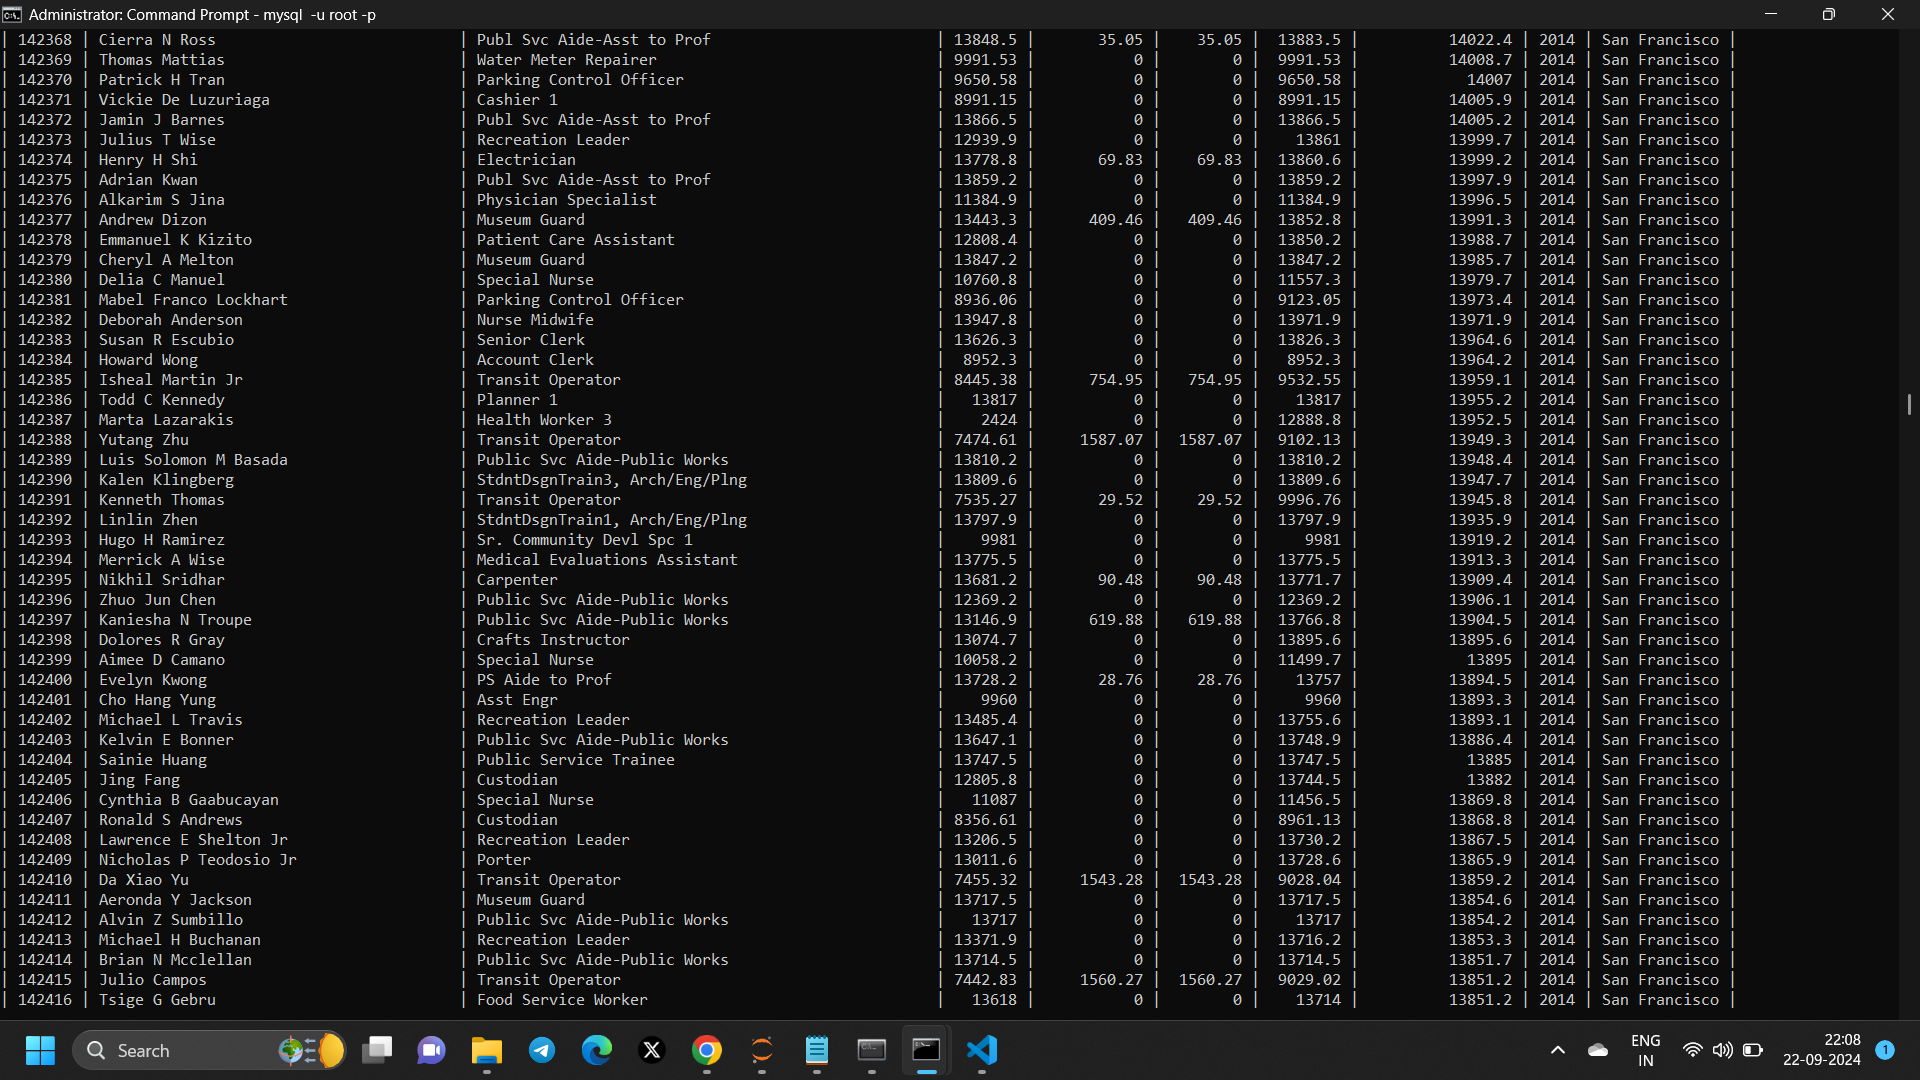 Administrator: Command Prompt - mysql  -u root -p
| 142368 | Cierra N Ross | Publ Svc Aide-Asst to Prof | 13848.5 | 35.05 | 35.05 | 13883.5 | 14022.4 | 2014 | San Francisco |
| 142369 | Thomas Mattias | Water Meter Repairer | 9991.53 | 0 | 0 | 9991.53 | 14008.7 | 2014 | San Francisco |
| 142370 | Patrick H Tran | Parking Control Officer | 9650.58 | 0 | 0 | 9650.58 | 14007 | 2014 | San Francisco |
| 142371 | Vickie De Luzuriaga | Cashier 1 | 8991.15 | 0 | 0 | 8991.15 | 14005.9 | 2014 | San Francisco |
| 142372 | Jamin J Barnes | Publ Svc Aide-Asst to Prof | 13866.5 | 0 | 0 | 13866.5 | 14005.2 | 2014 | San Francisco |
| 142373 | Julius T Wise | Recreation Leader | 12939.9 | 0 | 0 | 13861 | 13999.7 | 2014 | San Francisco |
| 142374 | Henry H Shi | Electrician | 13778.8 | 69.83 | 69.83 | 13860.6 | 13999.2 | 2014 | San Francisco |
| 142375 | Adrian Kwan | Publ Svc Aide-Asst to Prof | 13859.2 | 0 | 0 | 13859.2 | 13997.9 | 2014 | San Francisco |
| 142376 | Alkarim S Jina | Physician Specialist | 11384.9 | 0 | 0 | 11384.9 | 13996.5 | 2014 | San Francisco |
| 142377 | Andrew Dizon | Museum Guard | 13443.3 | 409.46 | 409.46 | 13852.8 | 13991.3 | 2014 | San Francisco |
| 142378 | Emmanuel K Kizito | Patient Care Assistant | 12808.4 | 0 | 0 | 13850.2 | 13988.7 | 2014 | San Francisco |
| 142379 | Cheryl A Melton | Museum Guard | 13847.2 | 0 | 0 | 13847.2 | 13985.7 | 2014 | San Francisco |
| 142380 | Delia C Manuel | Special Nurse | 10760.8 | 0 | 0 | 11557.3 | 13979.7 | 2014 | San Francisco |
| 142381 | Mabel Franco Lockhart | Parking Control Officer | 8936.06 | 0 | 0 | 9123.05 | 13973.4 | 2014 | San Francisco |
| 142382 | Deborah Anderson | Nurse Midwife | 13947.8 | 0 | 0 | 13971.9 | 13971.9 | 2014 | San Francisco |
| 142383 | Susan R Escubio | Senior Clerk | 13626.3 | 0 | 0 | 13826.3 | 13964.6 | 2014 | San Francisco |
| 142384 | Howard Wong | Account Clerk | 8952.3 | 0 | 0 | 8952.3 | 13964.2 | 2014 | San Francisco |
| 142385 | Isheal Martin Jr | Transit Operator | 8445.38 | 754.95 | 754.95 | 9532.55 | 13959.1 | 2014 | San Francisco |
| 142386 | Todd C Kennedy | Planner 1 | 13817 | 0 | 0 | 13817 | 13955.2 | 2014 | San Francisco |
| 142387 | Marta Lazarakis | Health Worker 3 | 2424 | 0 | 0 | 12888.8 | 13952.5 | 2014 | San Francisco |
| 142388 | Yutang Zhu | Transit Operator | 7474.61 | 1587.07 | 1587.07 | 9102.13 | 13949.3 | 2014 | San Francisco |
| 142389 | Luis Solomon M Basada | Public Svc Aide-Public Works | 13810.2 | 0 | 0 | 13810.2 | 13948.4 | 2014 | San Francisco |
| 142390 | Kalen Klingberg | StdntDsgnTrain3, Arch/Eng/Plng | 13809.6 | 0 | 0 | 13809.6 | 13947.7 | 2014 | San Francisco |
| 142391 | Kenneth Thomas | Transit Operator | 7535.27 | 29.52 | 29.52 | 9996.76 | 13945.8 | 2014 | San Francisco |
| 142392 | Linlin Zhen | StdntDsgnTrain1, Arch/Eng/Plng | 13797.9 | 0 | 0 | 13797.9 | 13935.9 | 2014 | San Francisco |
| 142393 | Hugo H Ramirez | Sr. Community Devl Spc 1 | 9981 | 0 | 0 | 9981 | 13919.2 | 2014 | San Francisco |
| 142394 | Merrick A Wise | Medical Evaluations Assistant | 13775.5 | 0 | 0 | 13775.5 | 13913.3 | 2014 | San Francisco |
| 142395 | Nikhil Sridhar | Carpenter | 13681.2 | 90.48 | 90.48 | 13771.7 | 13909.4 | 2014 | San Francisco |
| 142396 | Zhuo Jun Chen | Public Svc Aide-Public Works | 12369.2 | 0 | 0 | 12369.2 | 13906.1 | 2014 | San Francisco |
| 142397 | Kaniesha N Troupe | Public Svc Aide-Public Works | 13146.9 | 619.88 | 619.88 | 13766.8 | 13904.5 | 2014 | San Francisco |
| 142398 | Dolores R Gray | Crafts Instructor | 13074.7 | 0 | 0 | 13895.6 | 13895.6 | 2014 | San Francisco |
| 142399 | Aimee D Camano | Special Nurse | 10058.2 | 0 | 0 | 11499.7 | 13895 | 2014 | San Francisco |
| 142400 | Evelyn Kwong | PS Aide to Prof | 13728.2 | 28.76 | 28.76 | 13757 | 13894.5 | 2014 | San Francisco |
| 142401 | Cho Hang Yung | Asst Engr | 9960 | 0 | 0 | 9960 | 13893.3 | 2014 | San Francisco |
| 142402 | Michael L Travis | Recreation Leader | 13485.4 | 0 | 0 | 13755.6 | 13893.1 | 2014 | San Francisco |
| 142403 | Kelvin E Bonner | Public Svc Aide-Public Works | 13647.1 | 0 | 0 | 13748.9 | 13886.4 | 2014 | San Francisco |
| 142404 | Sainie Huang | Public Service Trainee | 13747.5 | 0 | 0 | 13747.5 | 13885 | 2014 | San Francisco |
| 142405 | Jing Fang | Custodian | 12805.8 | 0 | 0 | 13744.5 | 13882 | 2014 | San Francisco |
| 142406 | Cynthia B Gaabucayan | Special Nurse | 11087 | 0 | 0 | 11456.5 | 13869.8 | 2014 | San Francisco |
| 142407 | Ronald S Andrews | Custodian | 8356.61 | 0 | 0 | 8961.13 | 13868.8 | 2014 | San Francisco |
| 142408 | Lawrence E Shelton Jr | Recreation Leader | 13206.5 | 0 | 0 | 13730.2 | 13867.5 | 2014 | San Francisco |
| 142409 | Nicholas P Teodosio Jr | Porter | 13011.6 | 0 | 0 | 13728.6 | 13865.9 | 2014 | San Francisco |
| 142410 | Da Xiao Yu | Transit Operator | 7455.32 | 1543.28 | 1543.28 | 9028.04 | 13859.2 | 2014 | San Francisco |
| 142411 | Aeronda Y Jackson | Museum Guard | 13717.5 | 0 | 0 | 13717.5 | 13854.6 | 2014 | San Francisco |
| 142412 | Alvin Z Sumbillo | Public Svc Aide-Public Works | 13717 | 0 | 0 | 13717 | 13854.2 | 2014 | San Francisco |
| 142413 | Michael H Buchanan | Recreation Leader | 13371.9 | 0 | 0 | 13716.2 | 13853.3 | 2014 | San Francisco |
| 142414 | Brian N Mcclellan | Public Svc Aide-Public Works | 13714.5 | 0 | 0 | 13714.5 | 13851.7 | 2014 | San Francisco |
| 142415 | Julio Campos | Transit Operator | 7442.83 | 1560.27 | 1560.27 | 9029.02 | 13851.2 | 2014 | San Francisco |
| 142416 | Tsige G Gebru | Food Service Worker | 13618 | 0 | 0 | 13714 | 13851.2 | 2014 | San Francisco |
Search
ENG
IN
22:08
22-09-2024
1